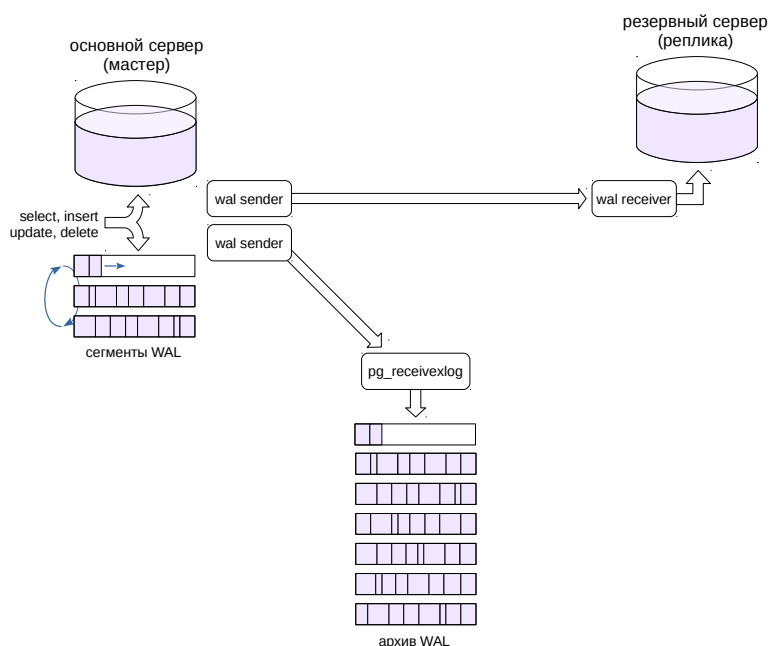 резервный сервер
(реплика)
основной сервер
(мастер)
wal sender
wal receiver
select, insert
update, delete
wal sender
сегменты WAL
pg_receivexlog
архив WAL